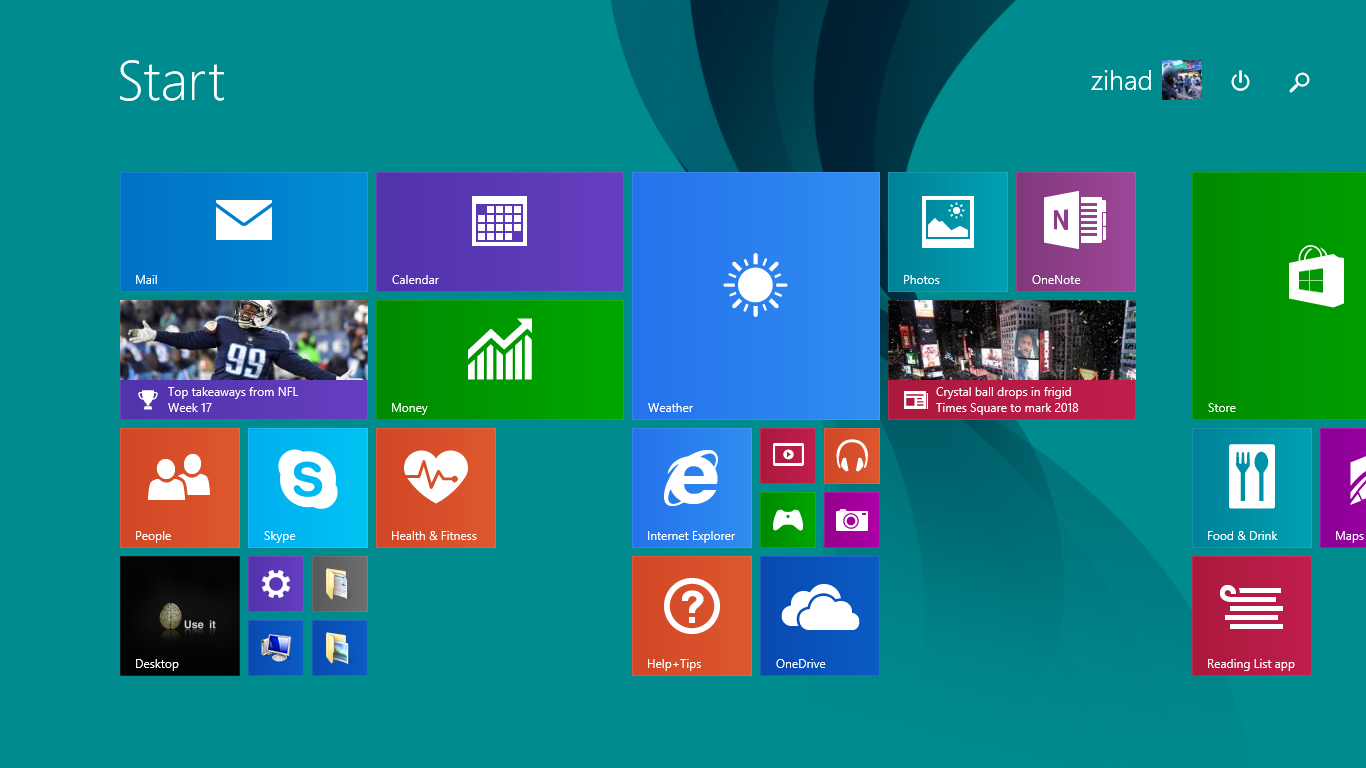 Start
zihad
Mail
Calendar
Weather
Photos
OneNote
N
Store
99
Top takeaways from NFL
Week 17
Money
Crystal ball drops in frigid
Times Square to mark 2018
People
S
Skype
Health & Fitness
Internet Explorer
Food & Drink
Maps
Use it
Desktop
Help+Tips
OneDrive
Reading List app